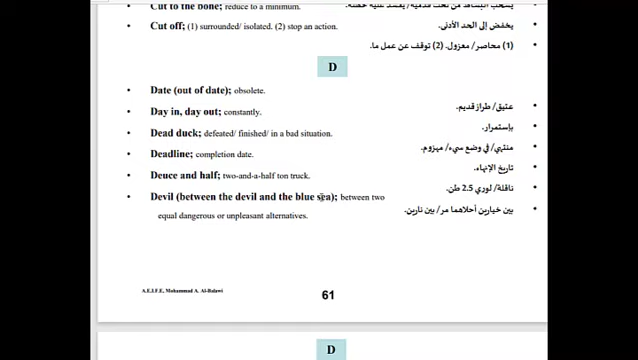 Cut to the bone; reduce to a minimum.
Cut off; (1) surrounded/ isolated. (2) stop an action.
يخفض إلى الحد الأدنى.
(1) محاصر/ معزول. (2) توقف عن عمل ما.
D
• Date (out of date); obsolete.
• عتيق/ طراز قديم.
• Day in, day out; constantly.
• بإستمرار.
• Dead duck; defeated/ finished/ in a bad situation.
• منتهي/ في وضع سيء/ مهزوم.
• Deadline; completion date.
• تاريخ الإنهاء.
• Deuce and half; two-and-a-half ton truck.
• ناقلة/ لوري 2.5 طن.
• Devil (between the devil and the blue sea); between two
equal dangerous or unpleasant alternatives.
• بين خيارين أحلاهما مر/ بين نارين.
A.E.I.F.E, Mohammad A. Al-Balawi
61
D